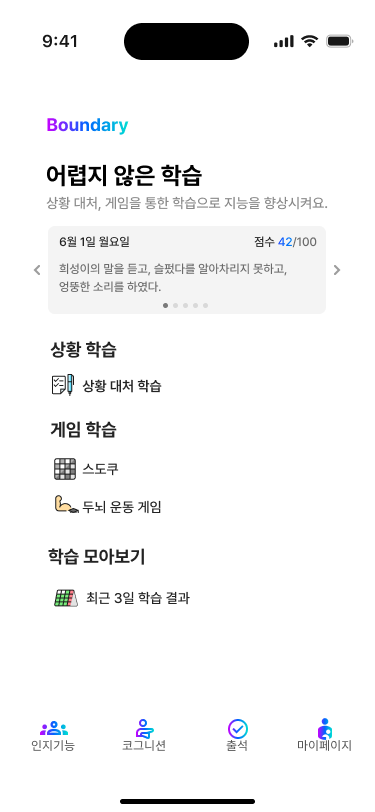 9:41
Boundary
어렵지 않은 학습
상황 대처, 게임을 통한 학습으로 지능을 향상시켜요.
6월 1일 월요일 점수 42/100
희성이의 말을 듣고, 슬펐다를 알아차리지 못하고,
엉뚱한 소리를 하였다.
상황 학습
상황 대처 학습
게임 학습
스도쿠
두뇌 운동 게임
학습 모아보기
최근 3일 학습 결과
인지기능 코그니션 출석 마이페이지